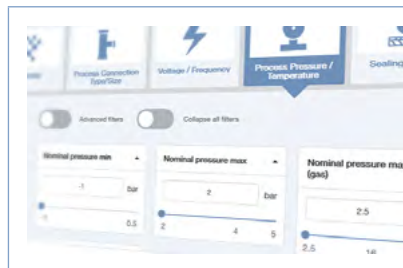 Process Connection
Type/Size
Voltage / Frequency
Process Pressure /
Temperature
Sealing
Advanced filters
Collapse all filters
Nominal pressure min
-1
bar
0.5
Nominal pressure max
2
bar
2
4
5
Nominal pressure ma
(gas)
2.5
2.5
16